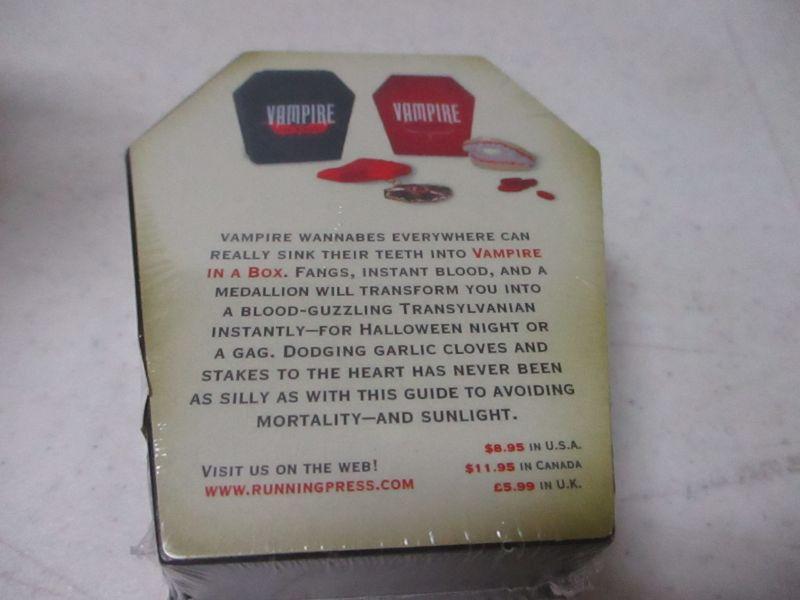 VAMPIRE
VAMPIRE
VAMPIRE WANNABES EVERYWHERE CAN
REALLY SINK THEIR TEETH INTO VAMPIRE
IN A BOX. FANGS, INSTANT BLOOD, AND A
MEDALLION WILL TRANSFORM YOU INTO
A BLOOD-GUZZLING TRANSYLVANIAN
INSTANTLY—FOR HALLOWEEN NIGHT OR
A GAG. DODGING GARLIC CLOVES AND
STAKES TO THE HEART HAS NEVER BEEN
AS SILLY AS WITH THIS GUIDE TO AVOIDING
MORTALITY—AND SUNLIGHT.
VISIT US ON THE WEB!
WWW.RUNNINGPRESS.COM
$8.95 IN U.S.A.
$11.95 IN CANADA
£5.99 IN U.K.